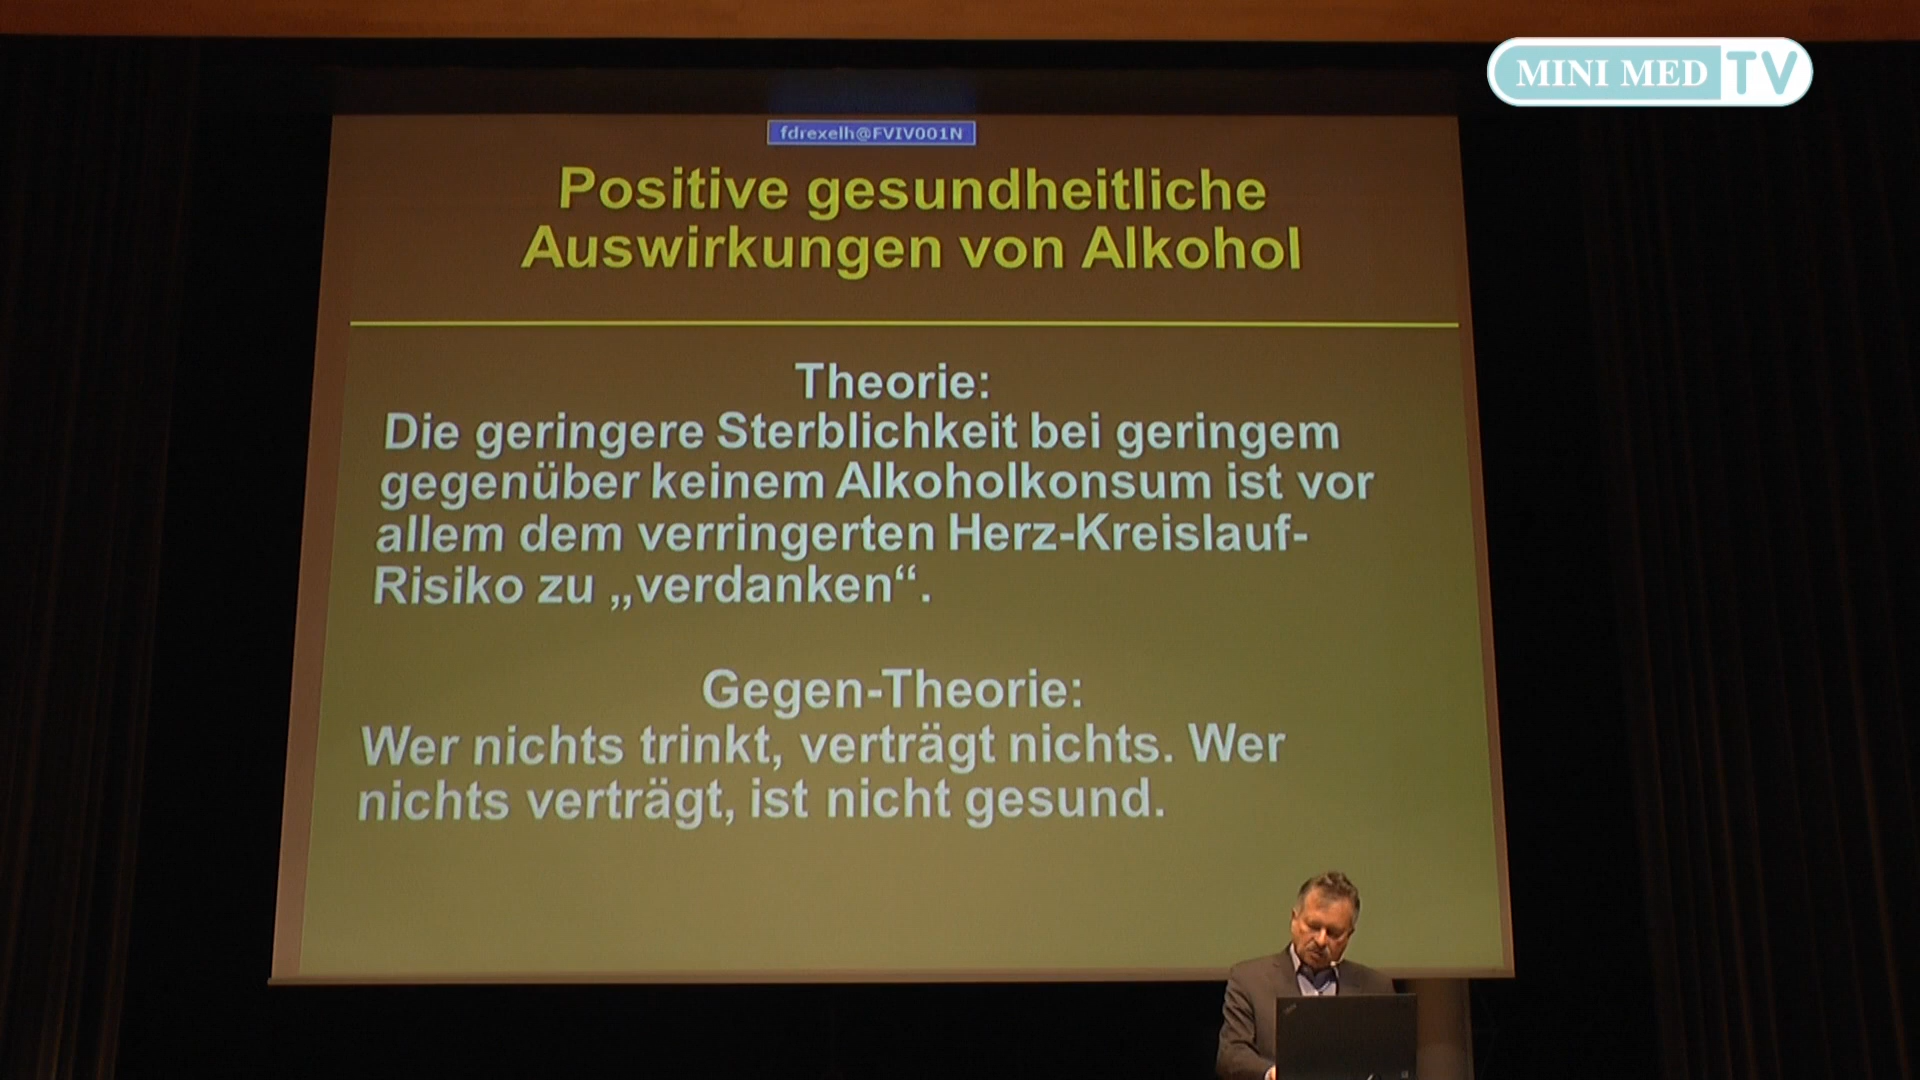 MINI MED TV
fdrexelh@FVIV001N
Positive gesundheitliche
Auswirkungen von Alkohol
Theorie:
Die geringere Sterblichkeit bei geringem
gegenüber keinem Alkoholkonsum ist vor
allem dem verringerten Herz-Kreislauf-
Risiko zu „verdanken“.
Gegen-Theorie:
Wer nichts trinkt, verträgt nichts. Wer
nichts verträgt, ist nicht gesund.